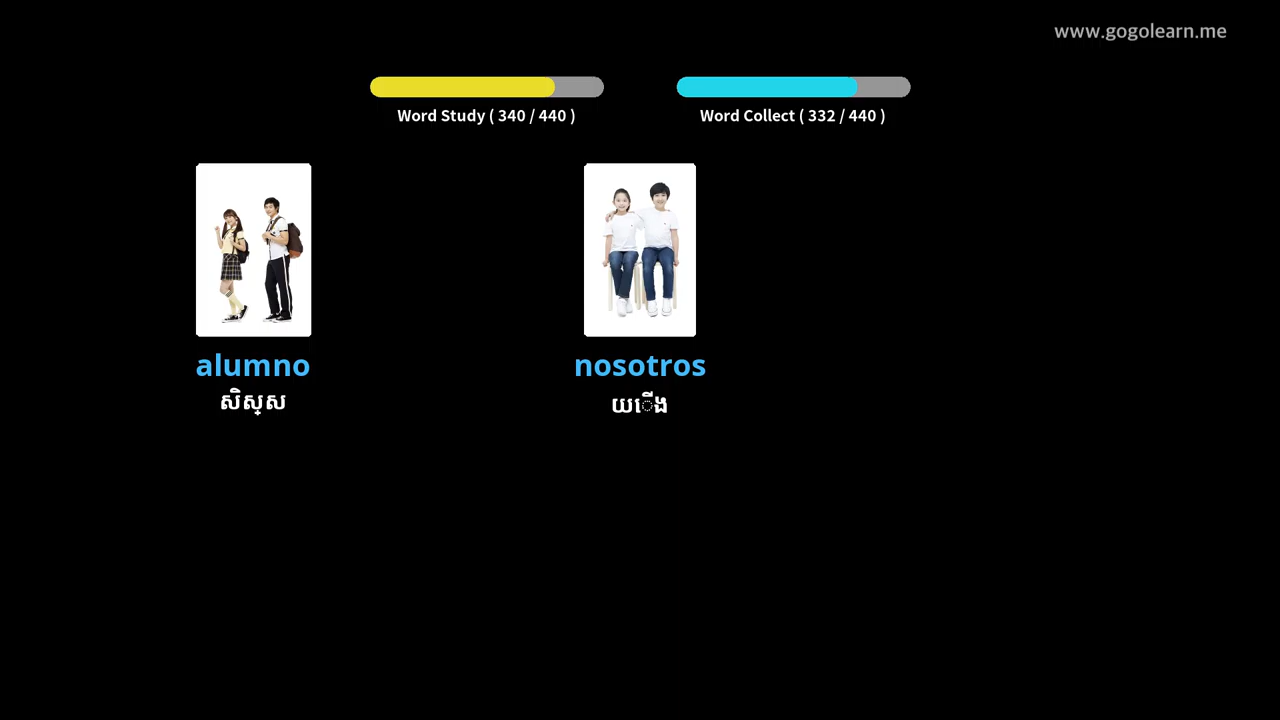 www.gogolearn.me
Word Study ( 340 / 440 )
Word Collect ( 332 / 440 )
alumno
សិស្ស
nosotros
យើង